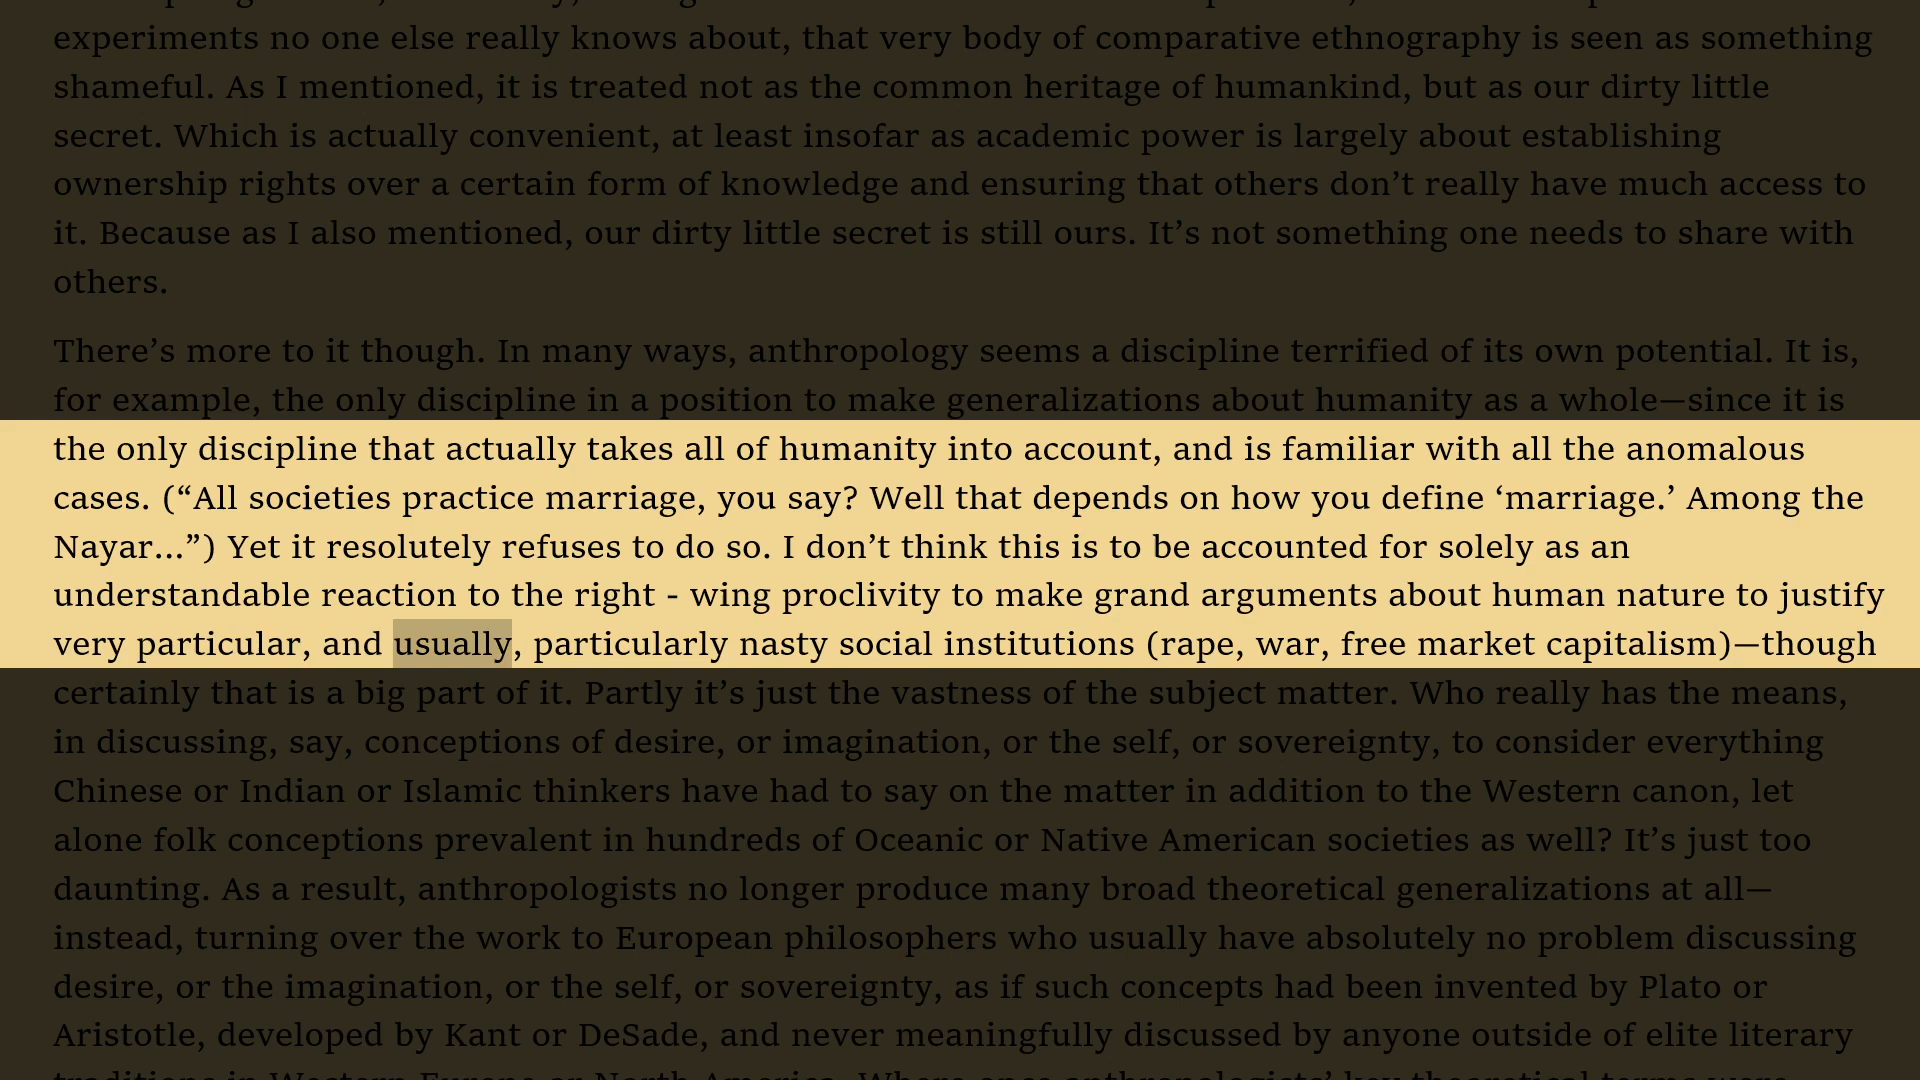 experiments no one else really knows about, that very body of comparative ethnography is seen as something
shameful. As I mentioned, it is treated not as the common heritage of humankind, but as our dirty little
secret. Which is actually convenient, at least insofar as academic power is largely about establishing
ownership rights over a certain form of knowledge and ensuring that others don’t really have much access to
it. Because as I also mentioned, our dirty little secret is still ours. It’s not something one needs to share with
others.
There’s more to it though. In many ways, anthropology seems a discipline terrified of its own potential. It is,
for example, the only discipline in a position to make generalizations about humanity as a whole—since it is
the only discipline that actually takes all of humanity into account, and is familiar with all the anomalous
cases. (“All societies practice marriage, you say? Well that depends on how you define ‘marriage.’ Among the
Nayar...”) Yet it resolutely refuses to do so. I don’t think this is to be accounted for solely as an
understandable reaction to the right - wing proclivity to make grand arguments about human nature to justify
very particular, and usually, particularly nasty social institutions (rape, war, free market capitalism)—though
certainly that is a big part of it. Partly it’s just the vastness of the subject matter. Who really has the means,
in discussing, say, conceptions of desire, or imagination, or the self, or sovereignty, to consider everything
Chinese or Indian or Islamic thinkers have had to say on the matter in addition to the Western canon, let
alone folk conceptions prevalent in hundreds of Oceanic or Native American societies as well? It’s just too
daunting. As a result, anthropologists no longer produce many broad theoretical generalizations at all—
instead, turning over the work to European philosophers who usually have absolutely no problem discussing
desire, or the imagination, or the self, or sovereignty, as if such concepts had been invented by Plato or
Aristotle, developed by Kant or DeSade, and never meaningfully discussed by anyone outside of elite literary
traditions in Western Europe or North America. Where once anthropologists’ key theoretical terms were